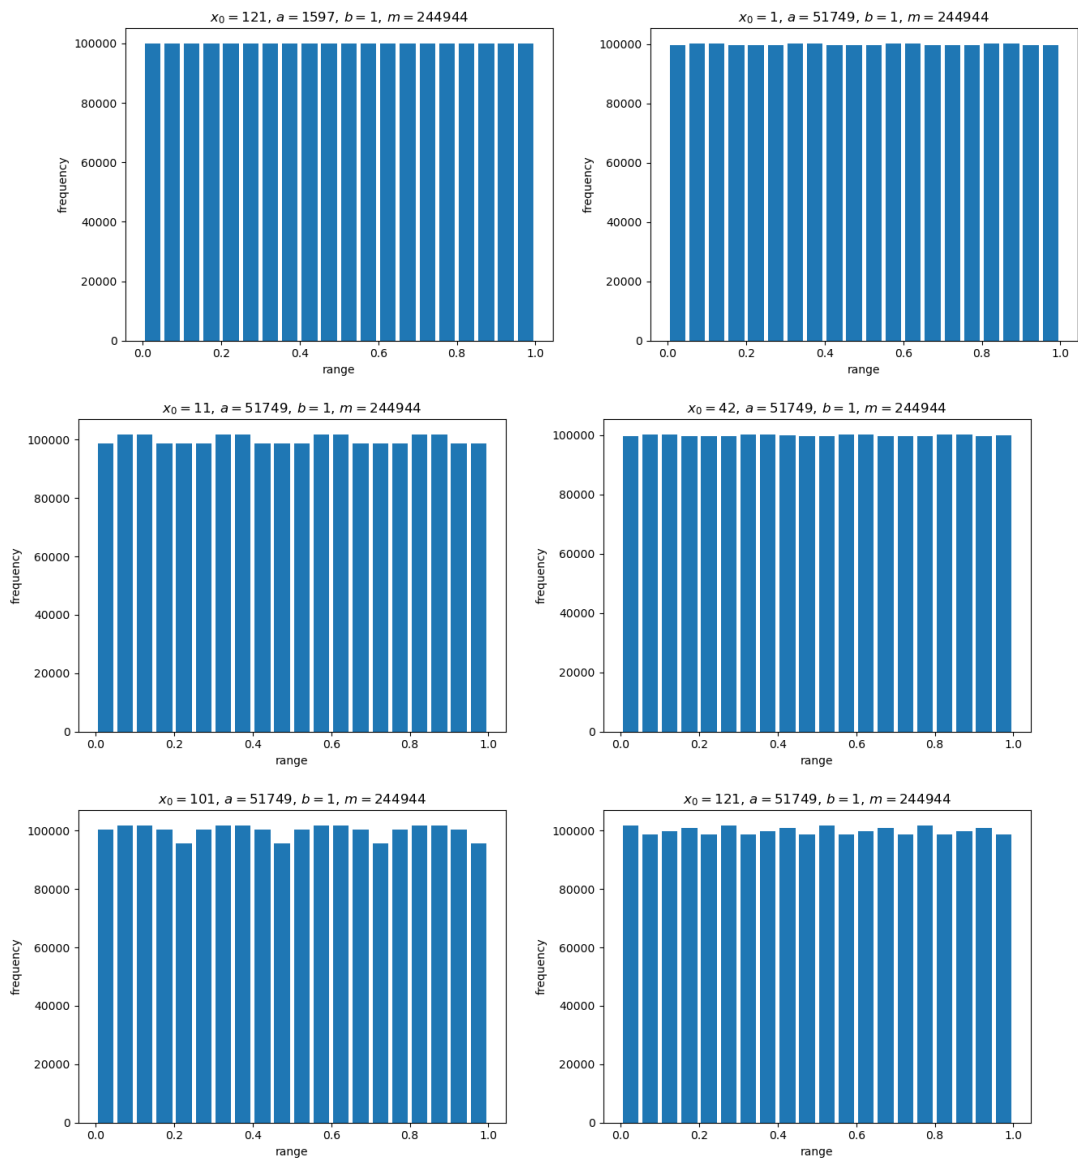 x₀ = 121, a = 1597, b = 1, m = 244944
100000
80000
60000
40000
20000
0
frequency
0.0 0.2 0.4 0.6 0.8 1.0
range
x₀ = 1, a = 51749, b = 1, m = 244944
100000
80000
60000
40000
20000
0
frequency
0.0 0.2 0.4 0.6 0.8 1.0
range
x₀ = 11, a = 51749, b = 1, m = 244944
100000
80000
60000
40000
20000
0
frequency
0.0 0.2 0.4 0.6 0.8 1.0
range
x₀ = 42, a = 51749, b = 1, m = 244944
100000
80000
60000
40000
20000
0
frequency
0.0 0.2 0.4 0.6 0.8 1.0
range
x₀ = 101, a = 51749, b = 1, m = 244944
100000
80000
60000
40000
20000
0
frequency
0.0 0.2 0.4 0.6 0.8 1.0
range
x₀ = 121, a = 51749, b = 1, m = 244944
100000
80000
60000
40000
20000
0
frequency
0.0 0.2 0.4 0.6 0.8 1.0
range